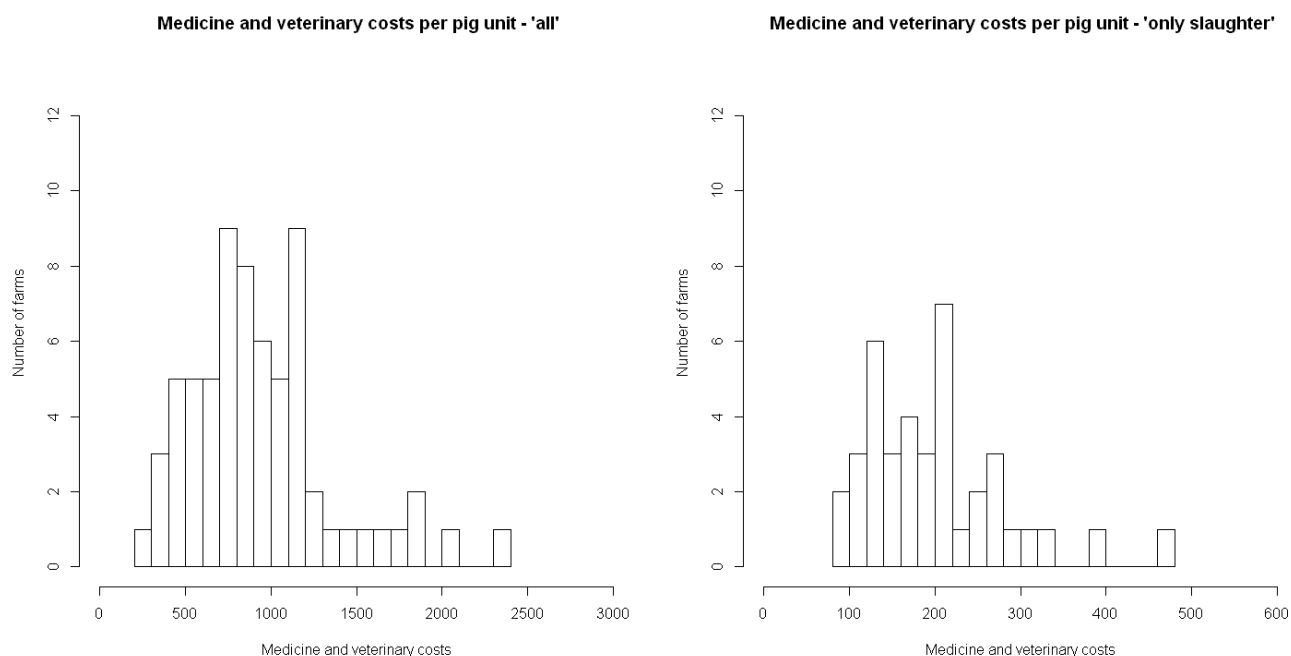 Medicine and veterinary costs per pig unit - 'all'
12
10
8
6
4
2
0
Number of farms
0 500 1000 1500 2000 2500 3000
Medicine and veterinary costs
Medicine and veterinary costs per pig unit - 'only slaughter'
12
10
8
6
4
2
0
Number of farms
0 100 200 300 400 500 600
Medicine and veterinary costs